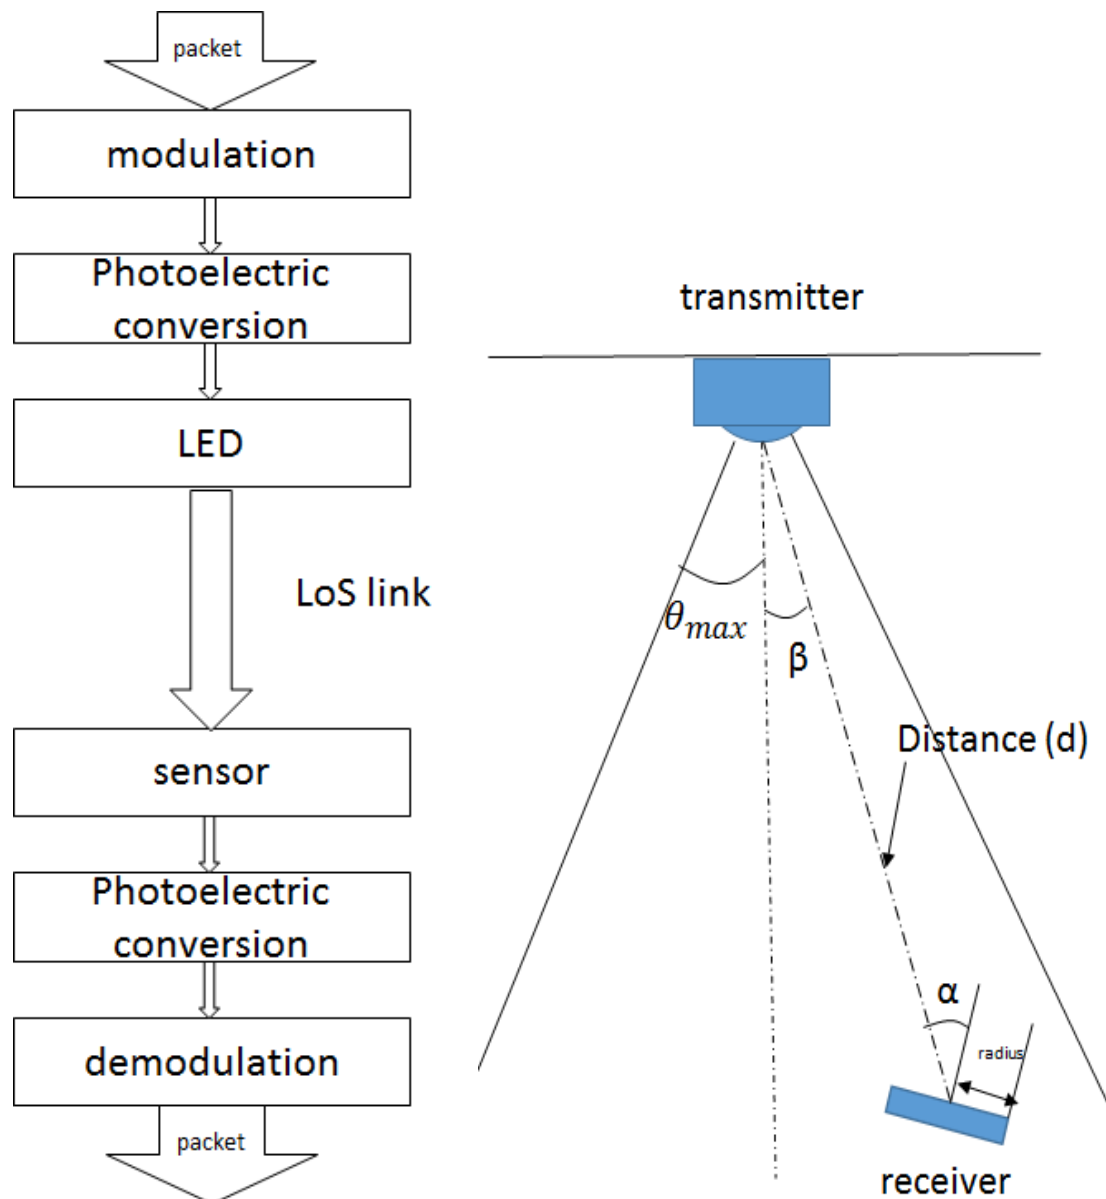 packet
modulation
Photoelectric
conversion
LED
LoS link
sensor
Photoelectric
conversion
demodulation
packet
transmitter
θmax
β
Distance (d)
α
radius
receiver